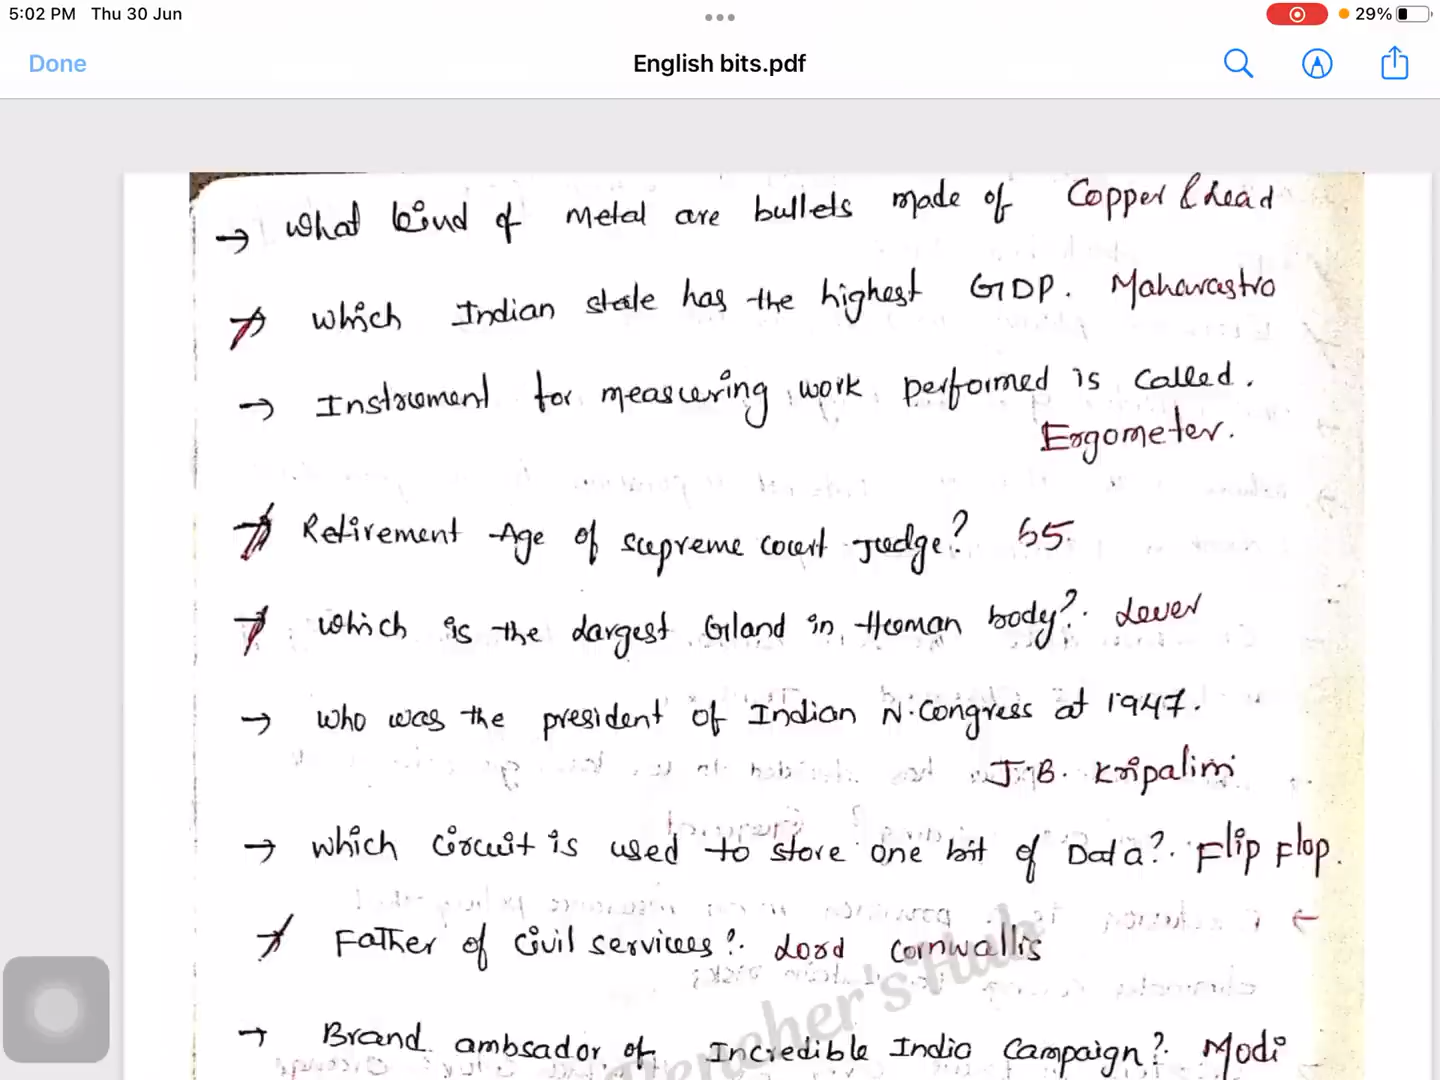 5:02 PM Thu 30 Jun
29%
Done
English bits.pdf
→ What kind of metal are bullets made of Copper & Lead
→ which Indian state has the highest GDP. Maharastra
→ Instrument for measuring work performed is called.
Ergometer.
→ Retirement Age of supreme court Judge? 65.
→ which is the Largest Gland in Human body? Lever
→ who was the president of Indian N.Congress at 1947.
J.B. Kripalini
→ which circuit is used to store one bit of Data? Flip Flop.
→ Father of civil services? Lord cornwallis
→ Brand ambsador of Incredible India Campaign? Modi
Teacher's Hub